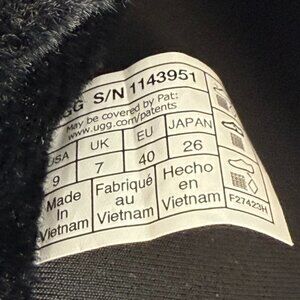 S/N 1143951
May be covered by Pat:
www.ugg.com/patents
USA UK EU JAPAN
9 7 40 26
Made in Vietnam
Fabriqué au Vietnam
Hecho en Vietnam
F27423H